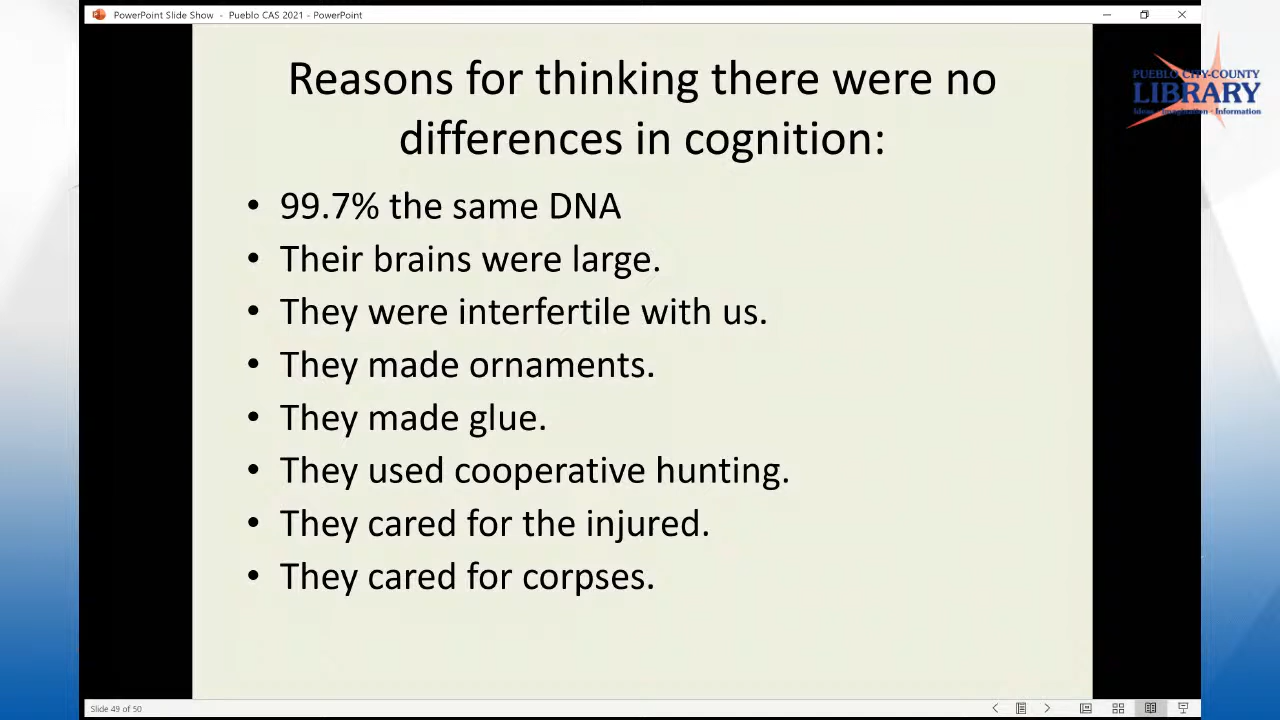 PowerPoint Slide Show - Pueblo CAS 2021 - PowerPoint
PUEBLO CITY-COUNTY
LIBRARY
Ideas • Imagination • Information
Reasons for thinking there were no
differences in cognition:
• 99.7% the same DNA
• Their brains were large.
• They were interfertile with us.
• They made ornaments.
• They made glue.
• They used cooperative hunting.
• They cared for the injured.
• They cared for corpses.
Slide 49 of 50